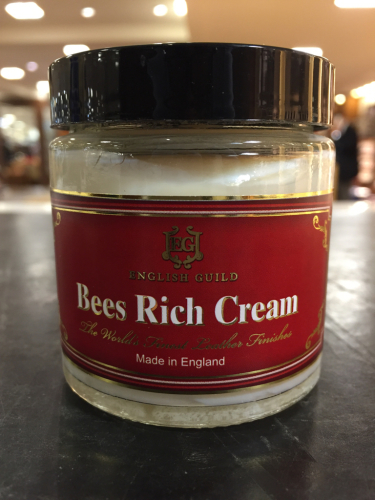 EG
ENGLISH GUILD
Bees Rich Cream
The World's Finest Leather Finishes
Made in England